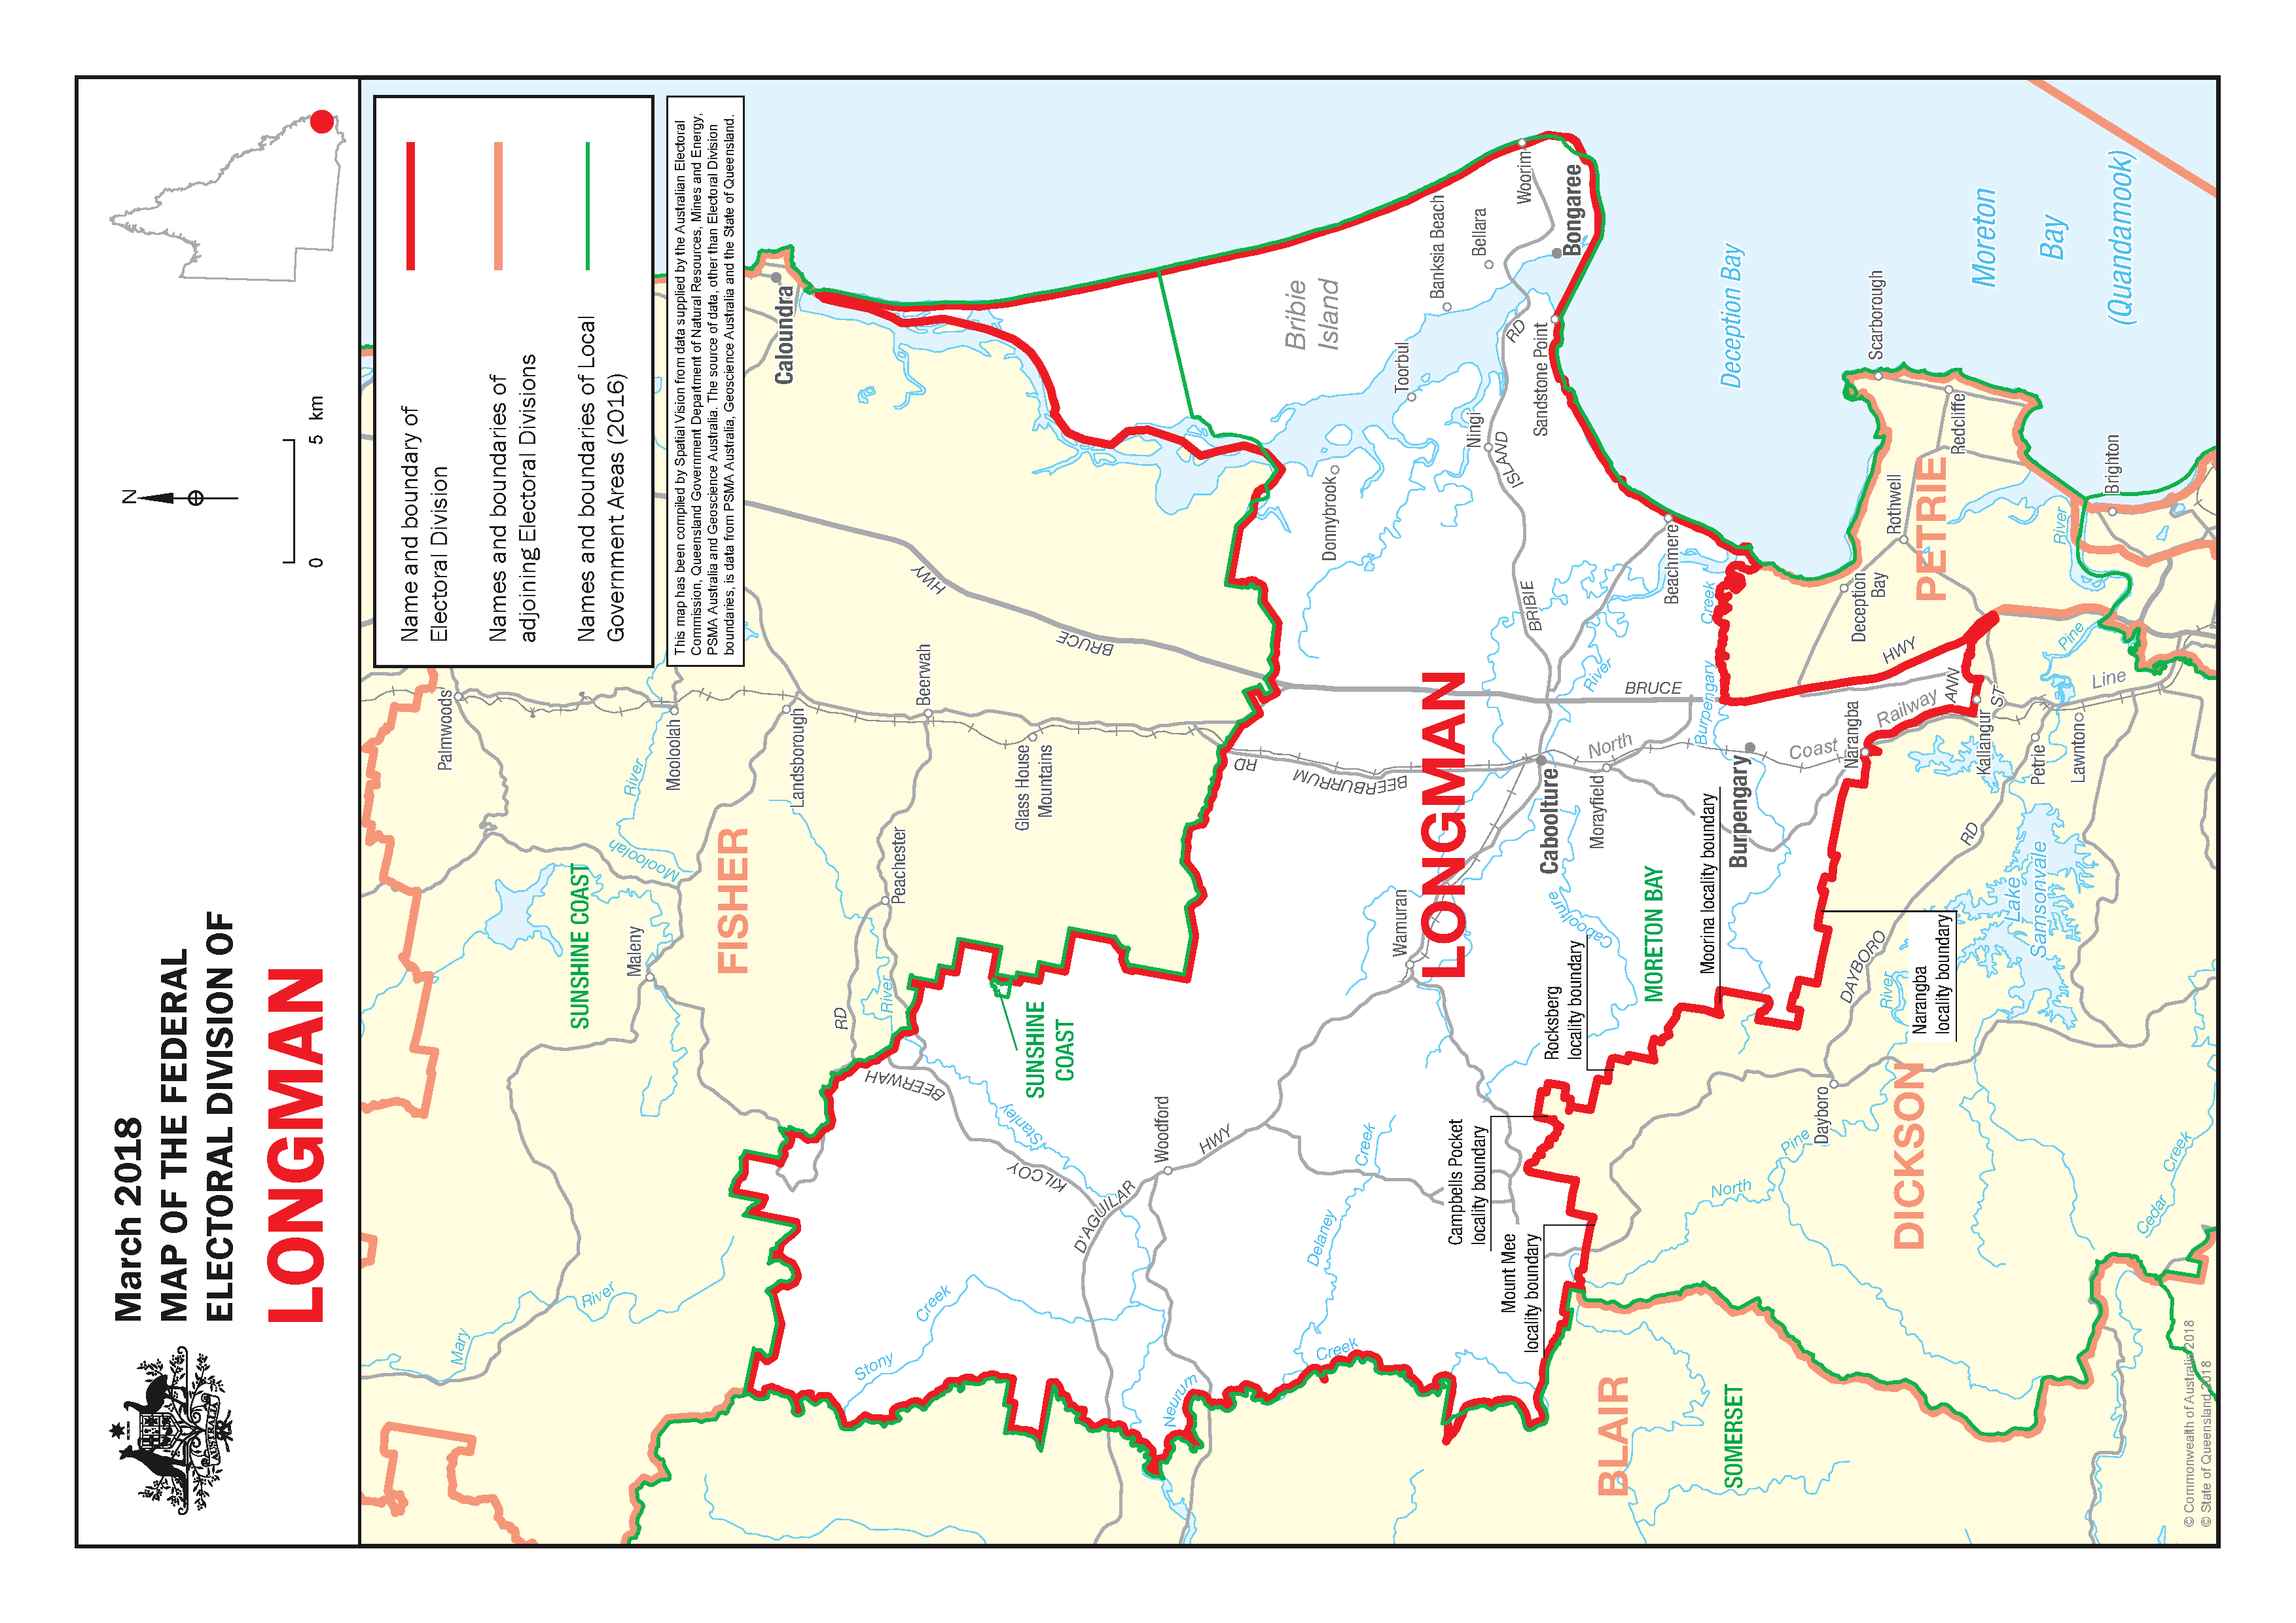 March 2018
MAP OF THE FEDERAL
ELECTORAL DIVISION OF
LONGMAN
AUSTRALIA
N
0 5 km
Name and boundary of
Electoral Division
Names and boundaries of
adjoining Electoral Divisions
Names and boundaries of Local
Government Areas (2016)
This map has been compiled by Spatial Vision from data supplied by the Australian Electoral
Commission, Queensland Government Department of Natural Resources, Mines and Energy,
PSMA Australia and Geoscience Australia. The source of data, other than Electoral Division
boundaries, is data from PSMA Australia, Geoscience Australia and the State of Queensland.
Palmwoods
Mary
River
SUNSHINE COAST
Maleny
River
Mooloolah
Mooloolah
FISHER
Landsborough
Caloundra
RD
River
Peachester
Beerwah
HWY
BRUCE
BEERWAH
Stony
Creek
KILCOY
Stanley
SUNSHINE
COAST
Glass House
Mountains
D'AGUILAR
Woodford
HWY
Neurum
Creek
Delaney
Creek
RD
BEERBURRUM
Bribie
Island
Donnybrook
Toorbul
Banksia Beach
Bellara
Woorim
Bongaree
Ningi
ISLAND
RD
Sandstone Point
BRIBIE
Wamuran
LONGMAN
Campbells Pocket
locality boundary
Mount Mee
locality boundary
Rocksberg
locality boundary
Caboolture
Caboolture
River
Morayfield
North
BRUCE
MORETON BAY
Moorina locality boundary
Burpengary
Burpengary
Creek
Beachmere
Deception Bay
BLAIR
SOMERSET
North
Pine
River
Dayboro
DAYBORO
RD
DICKSON
Narangba
locality boundary
Coast
Narangba
Railway
ANN
ST
HWY
Deception
Bay
Rothwell
PETRIE
Scarborough
Redcliffe
Moreton
Bay
(Quandamook)
Kallangur
Petrie
Lawnton
Lake
Samsonvale
Pine
River
Line
Brighton
Cedar
Creek
© Commonwealth of Australia 2018
© State of Queensland 2018